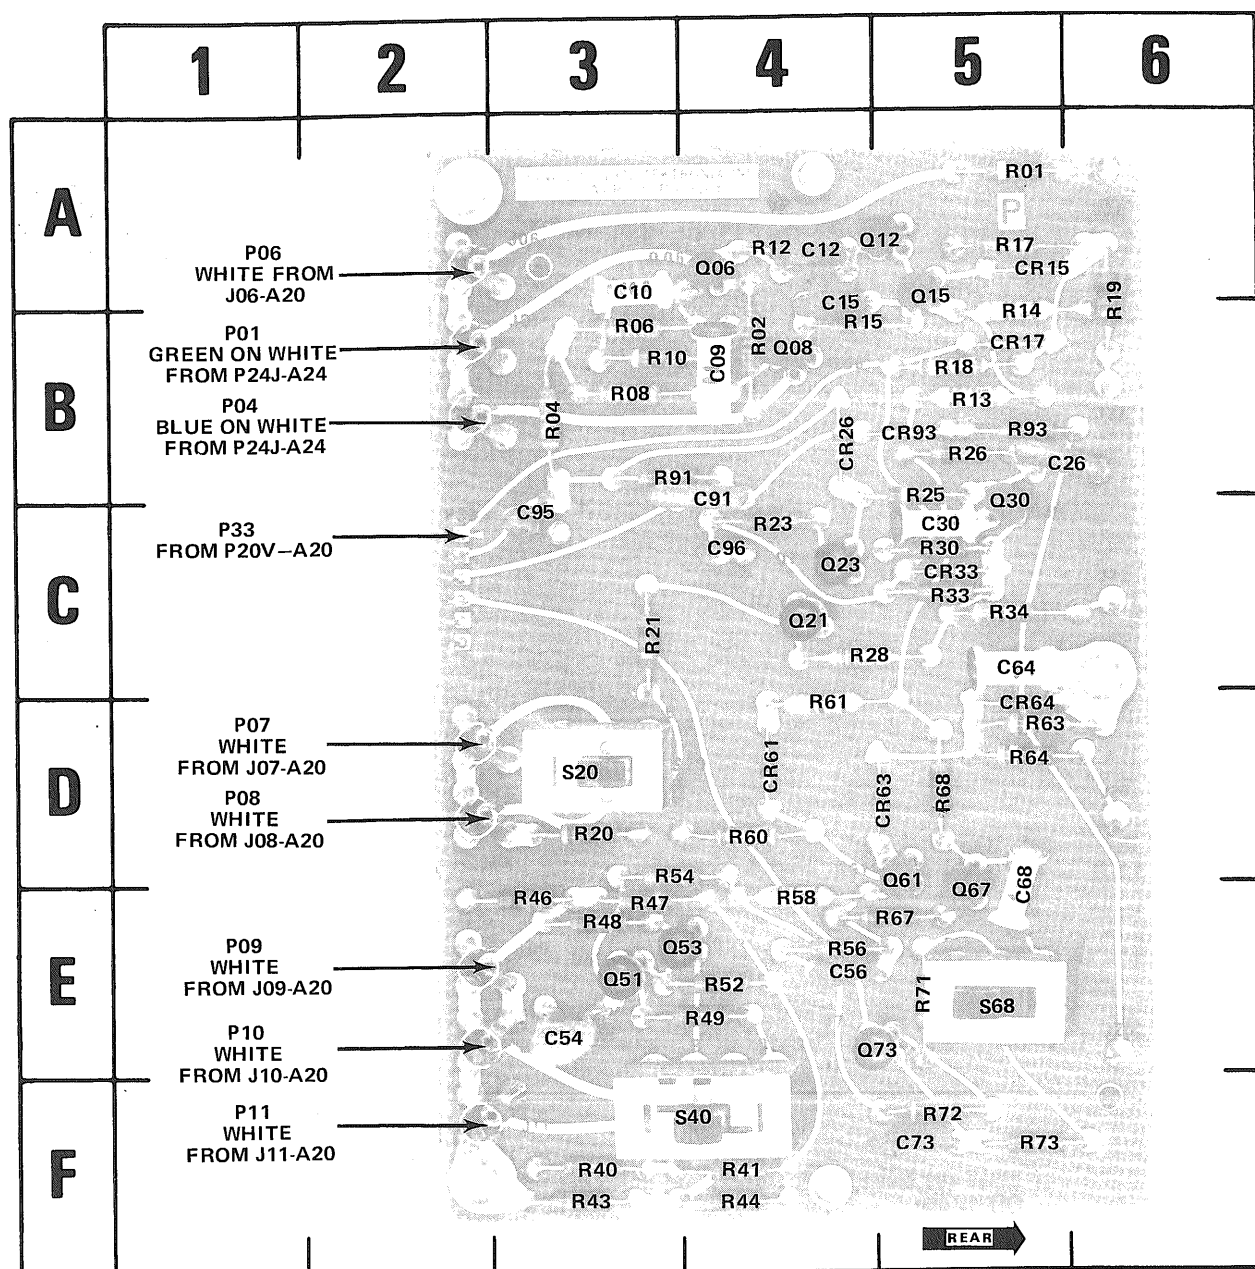 1 2 3 4 5 6
A
R01
P
P06
WHITE FROM
J06-A20
R12 C12 Q12 R17
Q06 CR15
C10 C15 Q15 R19
R06 R02 R15 R14
B
P01
GREEN ON WHITE
FROM P24J-A24
R10 C09 Q08 CR17
R18
R08 R13
P04
BLUE ON WHITE
FROM P24J-A24
R04 CR26 CR93 R93
R26 C26
R91
C91 R25 Q30
C
P33
FROM P20V-A20
C95 R23 C30
C96 R30
Q23 CR33
R33
Q21 R34
R21 R28
C64
D
R61 CR64
P07
WHITE
FROM J07-A20
R63
S20 CR61 R64
P08
WHITE
FROM J08-A20
CR63 R68
R20 R60
R54 Q61 Q67 C68
E
R46 R47 R58
R48 R67
P09
WHITE
FROM J09-A20
Q53 R56
Q51 R52 C56 R71
S68
R49
P10
WHITE
FROM J10-A20
C54 Q73
F
P11
WHITE
FROM J11-A20
S40 R72
C73 R73
R40 R41
R43 R44
REAR